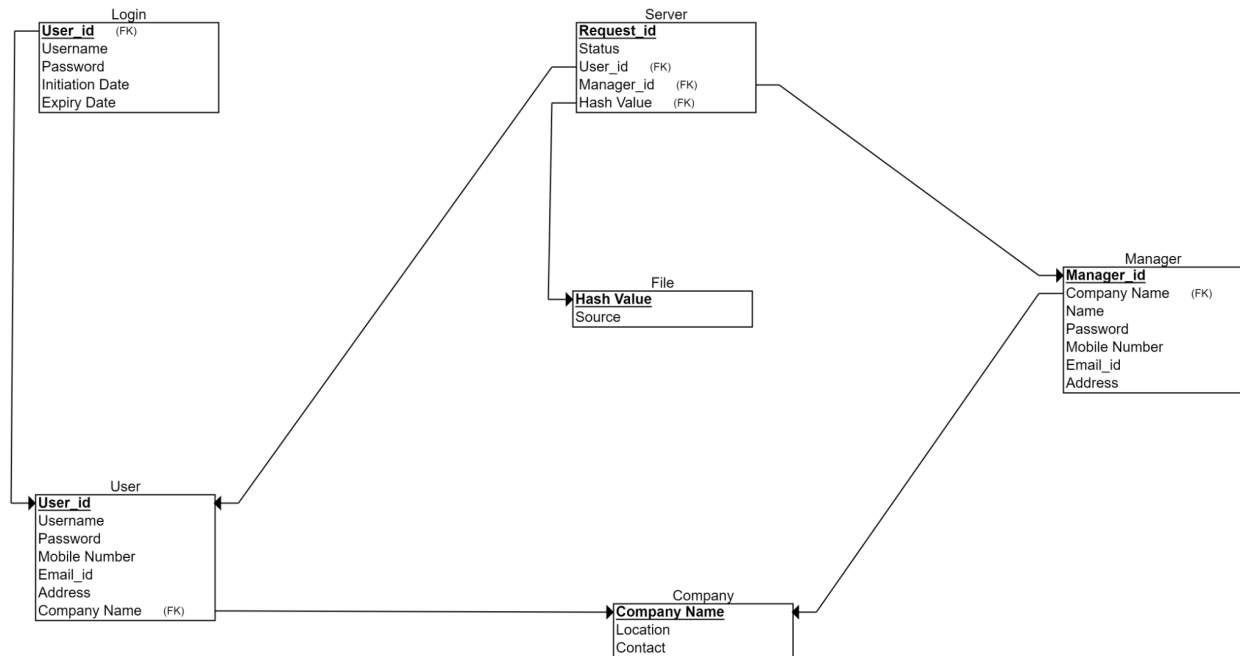 Login
User_id (FK)
Username
Password
Initiation Date
Expiry Date
Server
Request_id
Status
User_id (FK)
Manager_id (FK)
Hash Value (FK)
File
Hash Value
Source
Manager
Manager_id
Company Name (FK)
Name
Password
Mobile Number
Email_id
Address
User
User_id
Username
Password
Mobile Number
Email_id
Address
Company Name (FK)
Company
Company Name
Location
Contact